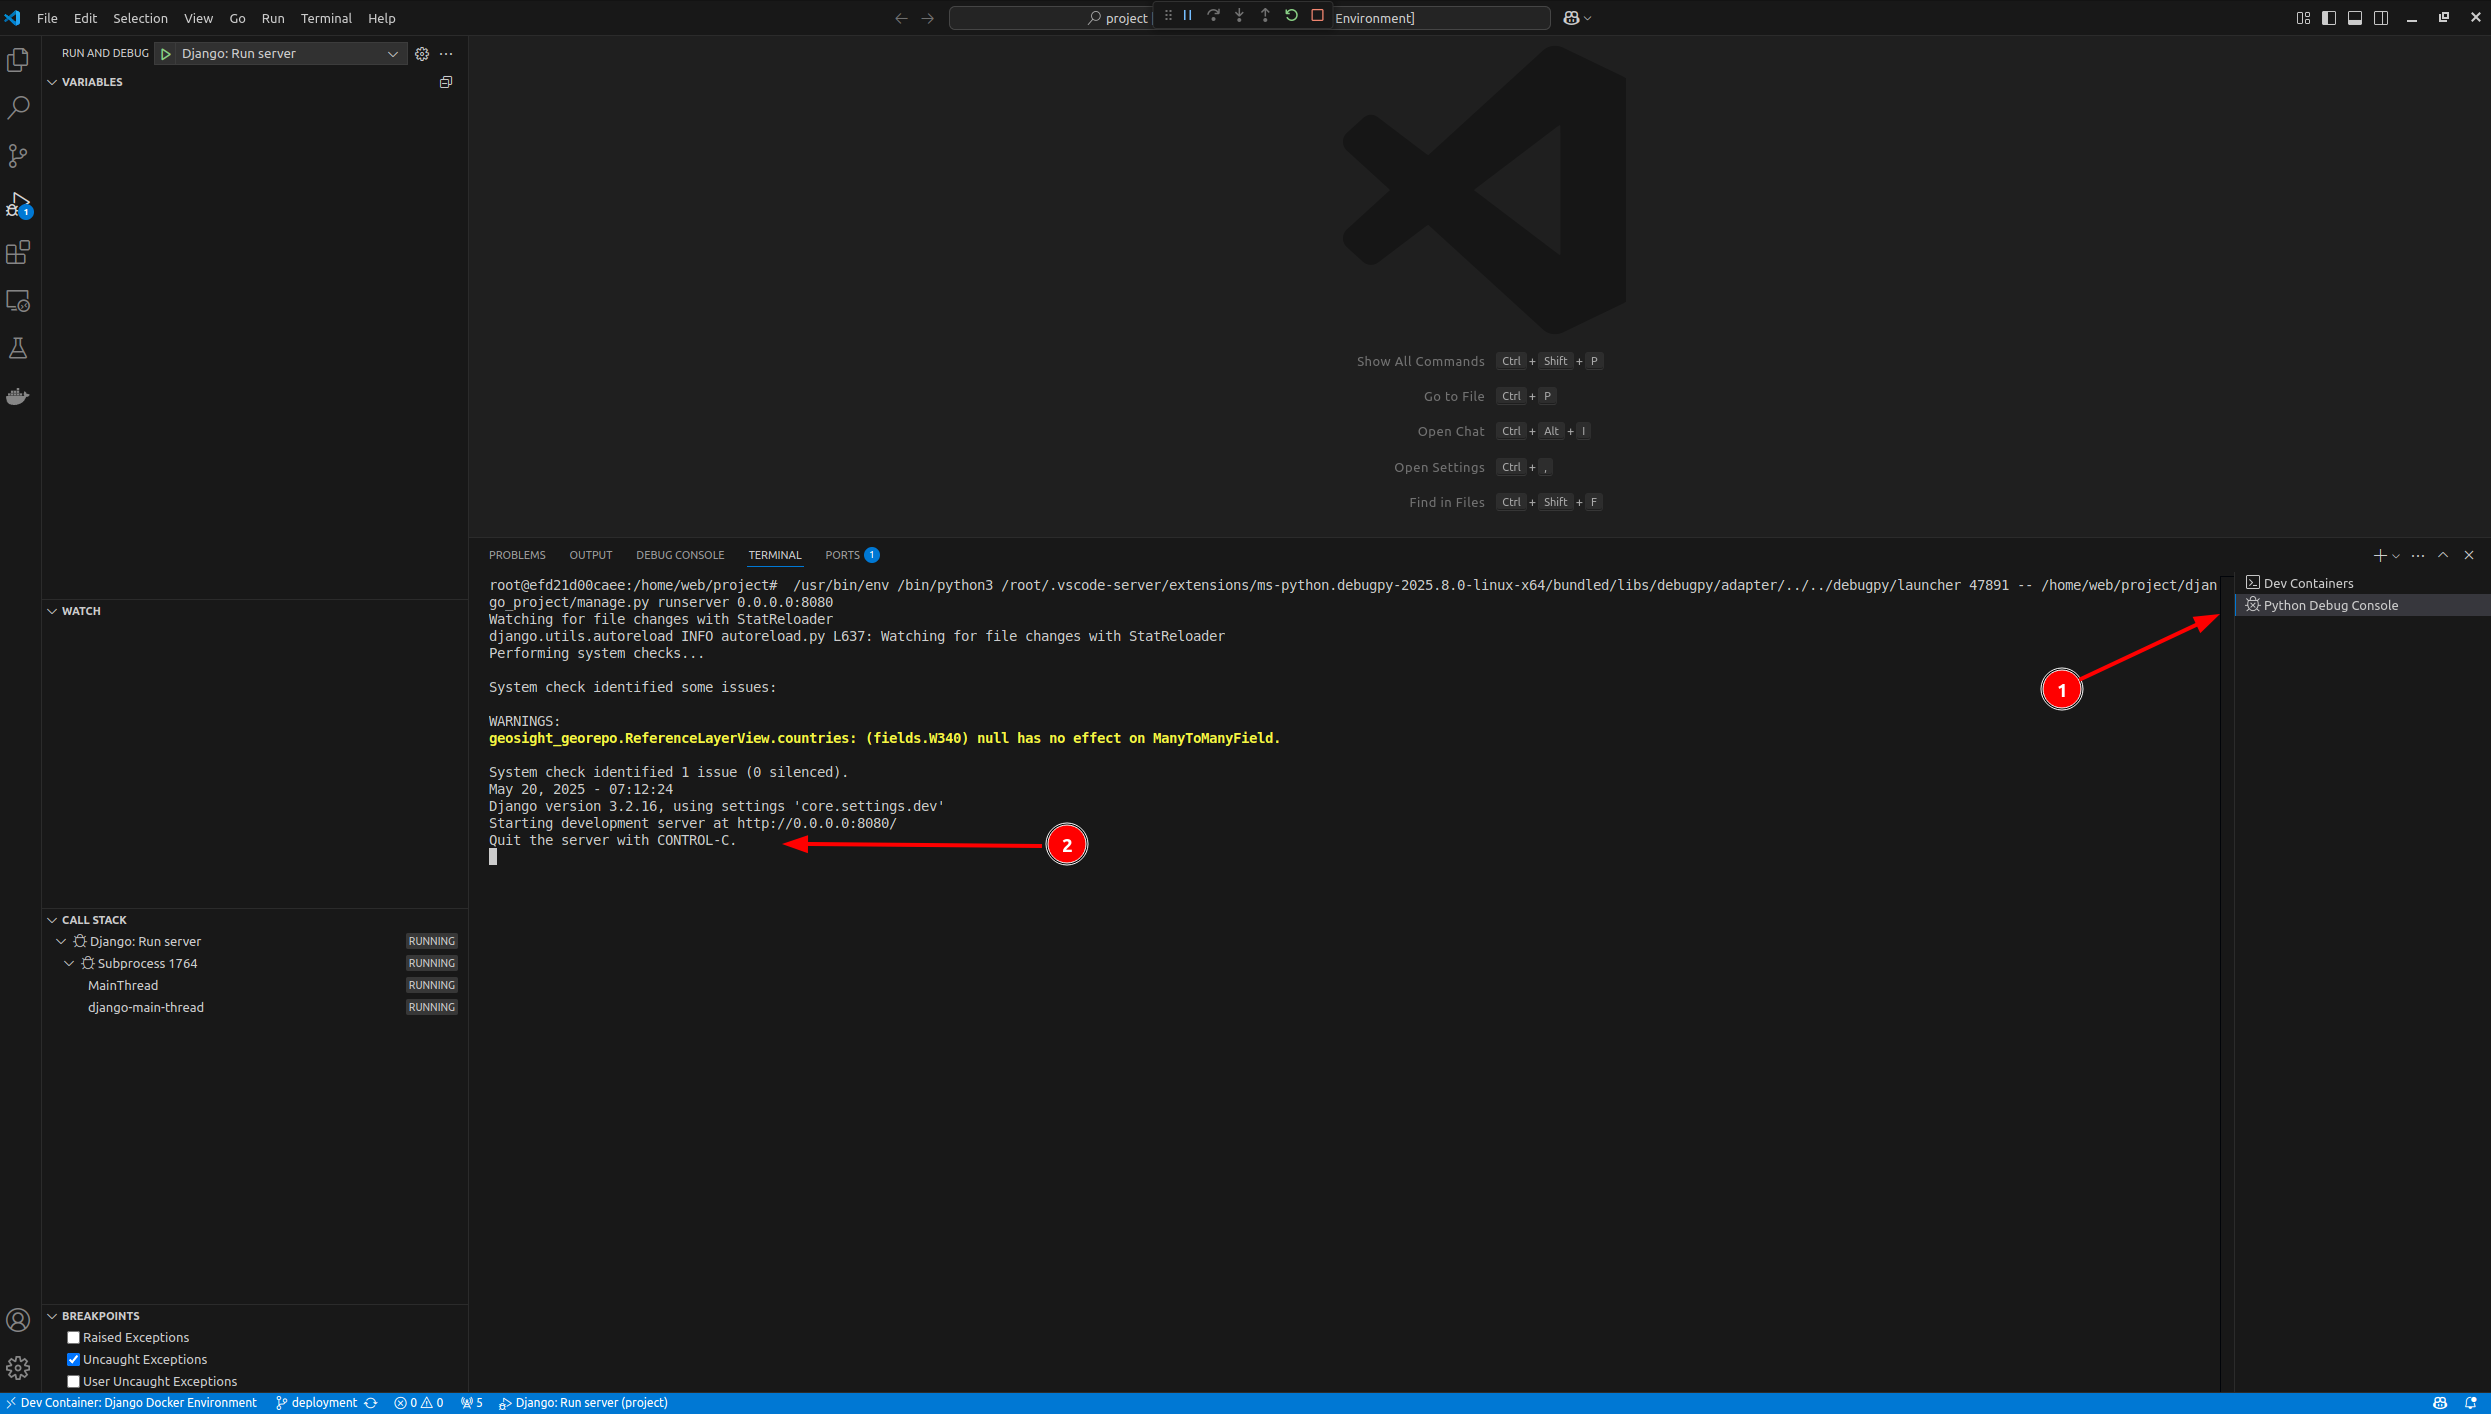 File Edit Selection View Go Run Terminal Help
project
Environment]
RUN AND DEBUG Django: Run server
VARIABLES
1
Show All Commands Ctrl + Shift + P
Go to File Ctrl + P
Open Chat Ctrl + Alt + I
Open Settings Ctrl + ,
Find in Files Ctrl + Shift + F
PROBLEMS OUTPUT DEBUG CONSOLE TERMINAL PORTS 1
root@efd21d00caee:/home/web/project#  /usr/bin/env /bin/python3 /root/.vscode-server/extensions/ms-python.debugpy-2025.8.0-linux-x64/bundled/libs/debugpy/adapter/../../debugpy/launcher 47891 -- /home/web/project/djan
go_project/manage.py runserver 0.0.0.0:8080
Watching for file changes with StatReloader
django.utils.autoreload INFO autoreload.py L637: Watching for file changes with StatReloader
Performing system checks...
System check identified some issues:
WARNINGS:
geosight_georepo.ReferenceLayerView.countries: (fields.W340) null has no effect on ManyToManyField.
System check identified 1 issue (0 silenced).
May 20, 2025 - 07:12:24
Django version 3.2.16, using settings 'core.settings.dev'
Starting development server at http://0.0.0.0:8080/
Quit the server with CONTROL-C.
Dev Containers
Python Debug Console
1
2
WATCH
CALL STACK
Django: Run server RUNNING
Subprocess 1764 RUNNING
MainThread RUNNING
django-main-thread RUNNING
BREAKPOINTS
Raised Exceptions
Uncaught Exceptions
User Uncaught Exceptions
Dev Container: Django Docker Environment deployment 0 0 5 Django: Run server (project)